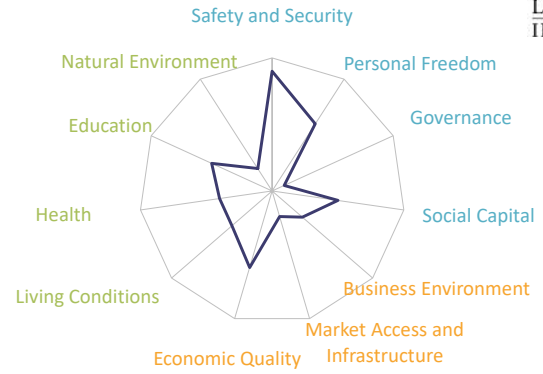 Safety and Security
Natural Environment
Personal Freedom
Education
Governance
Health
Social Capital
Living Conditions
Business Environment
Market Access and
Infrastructure
Economic Quality